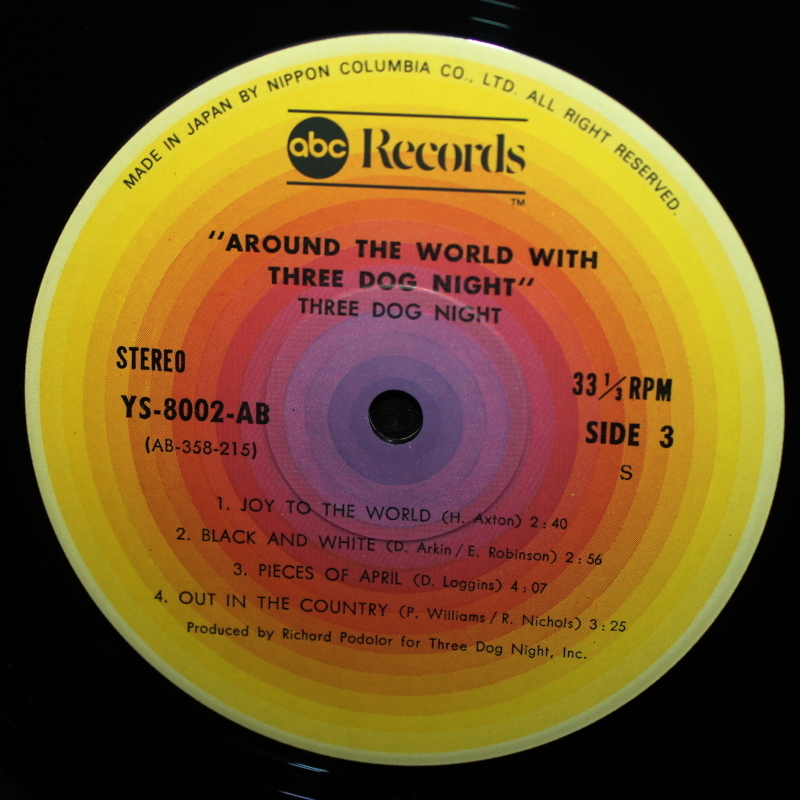 MADE IN JAPAN BY NIPPON COLUMBIA CO., LTD. ALL RIGHT RESERVED.
abc Records
TM
"AROUND THE WORLD WITH
THREE DOG NIGHT"
THREE DOG NIGHT
STEREO
YS-8002-AB
(AB-358-215)
33 1/3 RPM
SIDE 3
S
1. JOY TO THE WORLD (H. Axton) 2:40
2. BLACK AND WHITE (D. Arkin / E. Robinson) 2:56
3. PIECES OF APRIL (D. Loggins) 4:07
4. OUT IN THE COUNTRY (P. Williams / R. Nichols) 3:25
Produced by Richard Podolor for Three Dog Night, Inc.